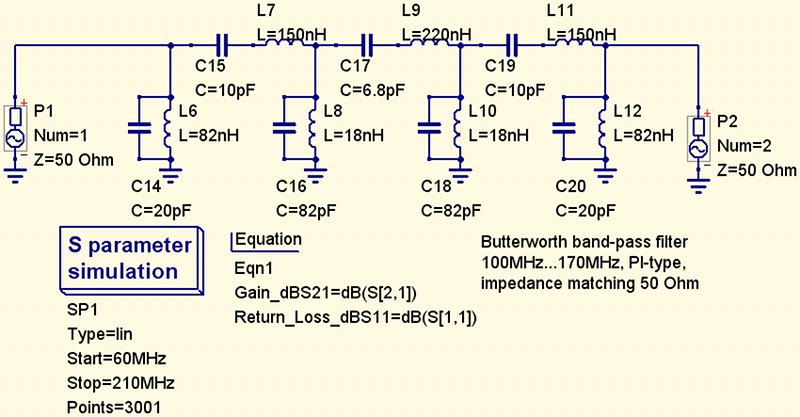 L7
L=150nH
L9
L=220nH
L11
L=150nH
C15
C=10pF
C17
C=6.8pF
C19
C=10pF
P1
Num=1
Z=50 Ohm
L6
L=82nH
L8
L=18nH
L10
L=18nH
L12
L=82nH
P2
Num=2
Z=50 Ohm
C14
C=20pF
C16
C=82pF
C18
C=82pF
C20
C=20pF
S parameter
simulation
SP1
Type=lin
Start=60MHz
Stop=210MHz
Points=3001
Equation
Eqn1
Gain_dBS21=dB(S[2,1])
Return_Loss_dBS11=dB(S[1,1])
Butterworth band-pass filter
100MHz...170MHz, PI-type,
impedance matching 50 Ohm